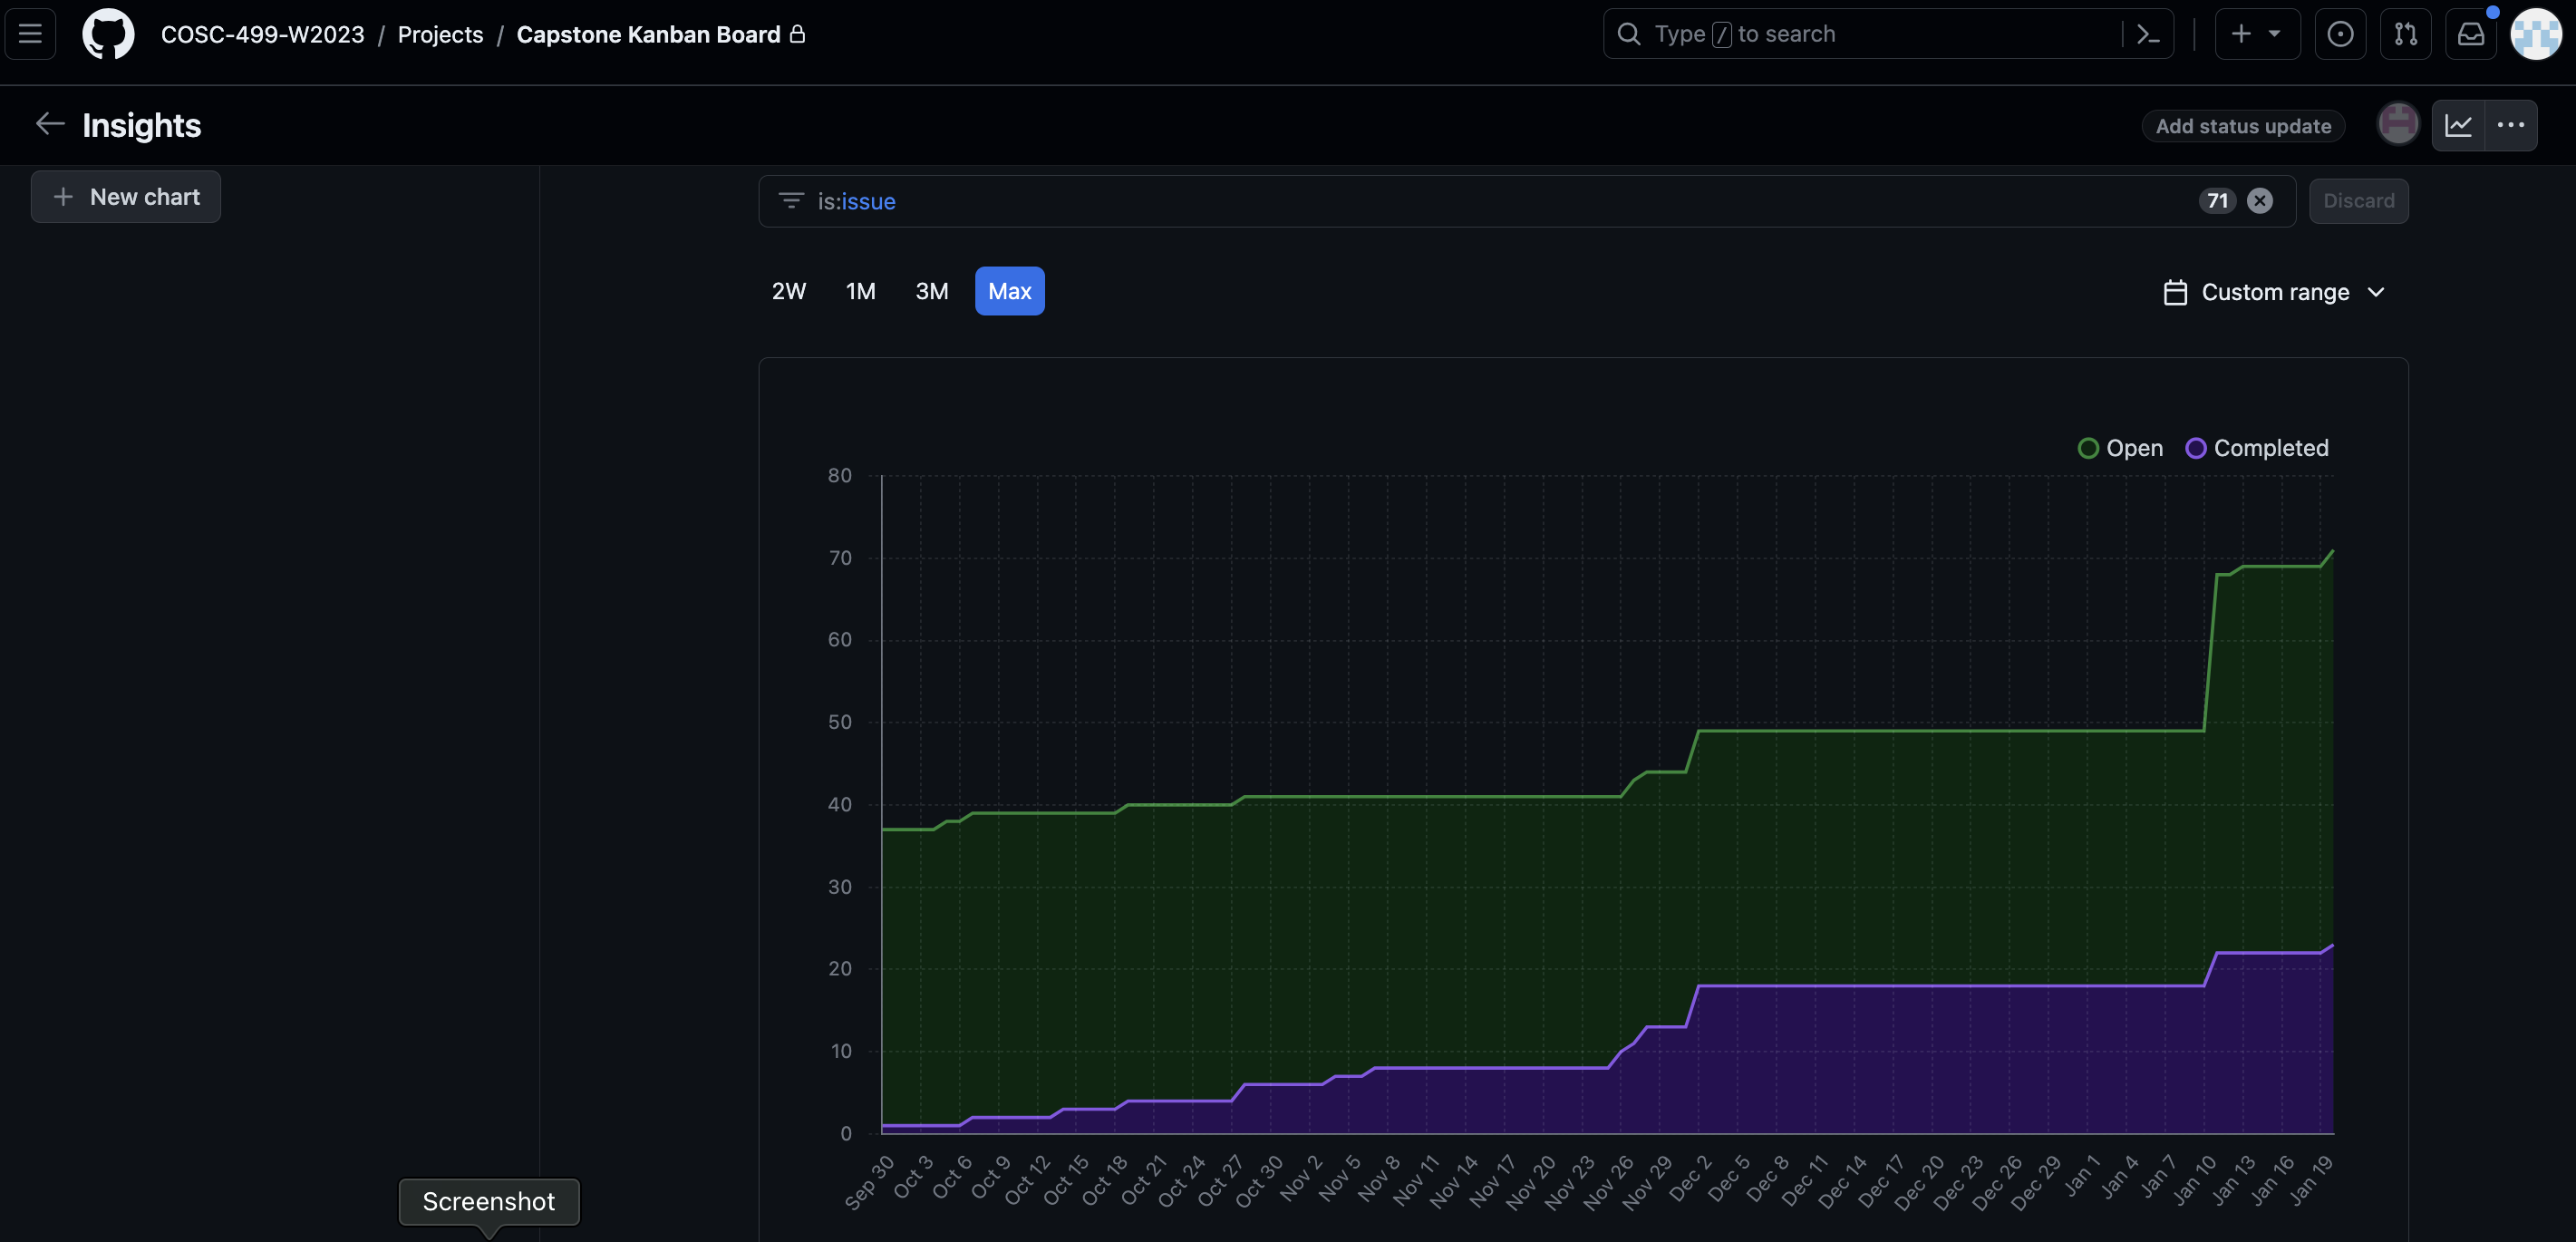 COSC-499-W2023 / Projects / Capstone Kanban Board
Type / to search
Insights
Add status update
New chart
is:issue
71
Discard
2W 1M 3M Max
Custom range
Open Completed
80
70
60
50
40
30
20
10
0
Sep 30 Oct 3 Oct 6 Oct 9 Oct 12 Oct 15 Oct 18 Oct 21 Oct 24 Oct 27 Oct 30 Nov 2 Nov 5 Nov 8 Nov 11 Nov 14 Nov 17 Nov 20 Nov 23 Nov 26 Nov 29 Dec 2 Dec 5 Dec 8 Dec 11 Dec 14 Dec 17 Dec 20 Dec 23 Dec 26 Dec 29 Jan 1 Jan 4 Jan 7 Jan 10 Jan 13 Jan 16 Jan 19
Screenshot